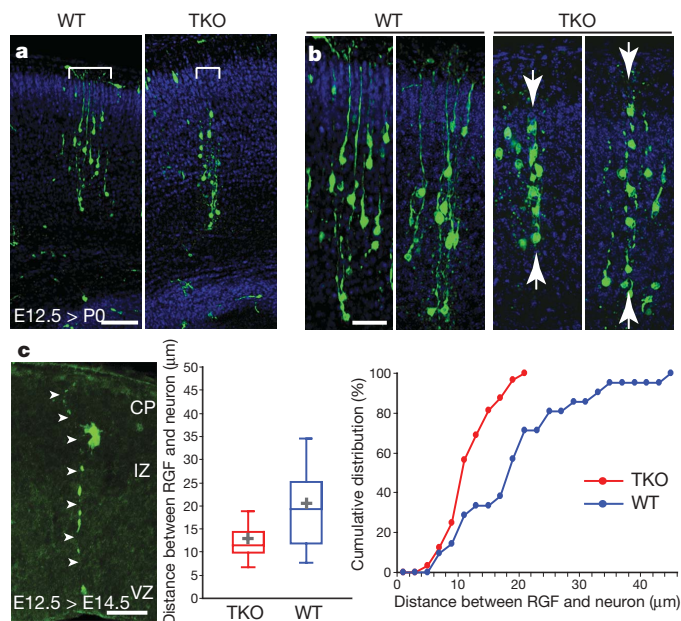 WT
TKO
a
E12.5 > P0
b
WT
TKO
c
CP
IZ
VZ
E12.5 > E14.5
Distance between RGF and neuron (µm)
50
45
40
35
30
25
20
15
10
5
0
TKO
WT
Cumulative distribution (%)
100
80
60
40
20
0
TKO
WT
0
10
20
30
40 (µm)
Distance between RGF and neuron